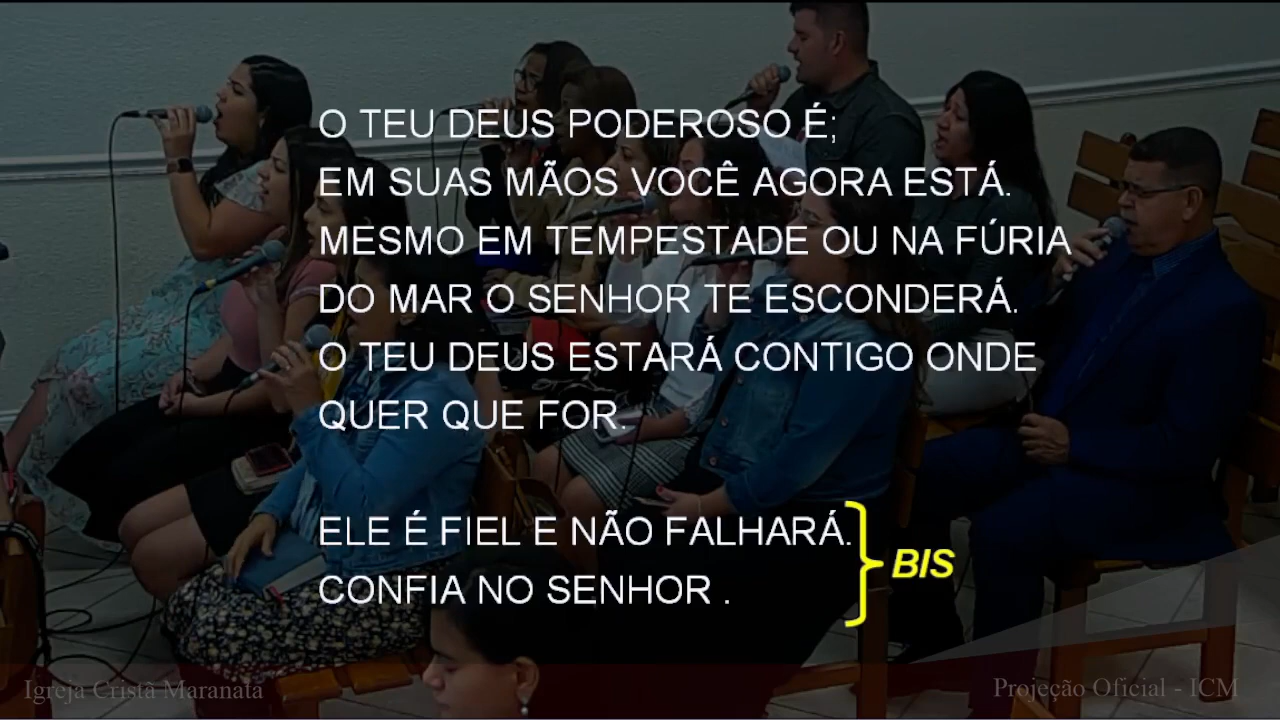 O TEU DEUS PODEROSO É;
EM SUAS MÃOS VOCÊ AGORA ESTÁ.
MESMO EM TEMPESTADE OU NA FÚRIA
DO MAR O SENHOR TE ESCONDERÁ.
O TEU DEUS ESTARÁ CONTIGO ONDE
QUER QUE FOR.
ELE É FIEL E NÃO FALHARÁ.
CONFIA NO SENHOR .
BIS
Igreja Cristã Maranata
Projeção Oficial - ICM